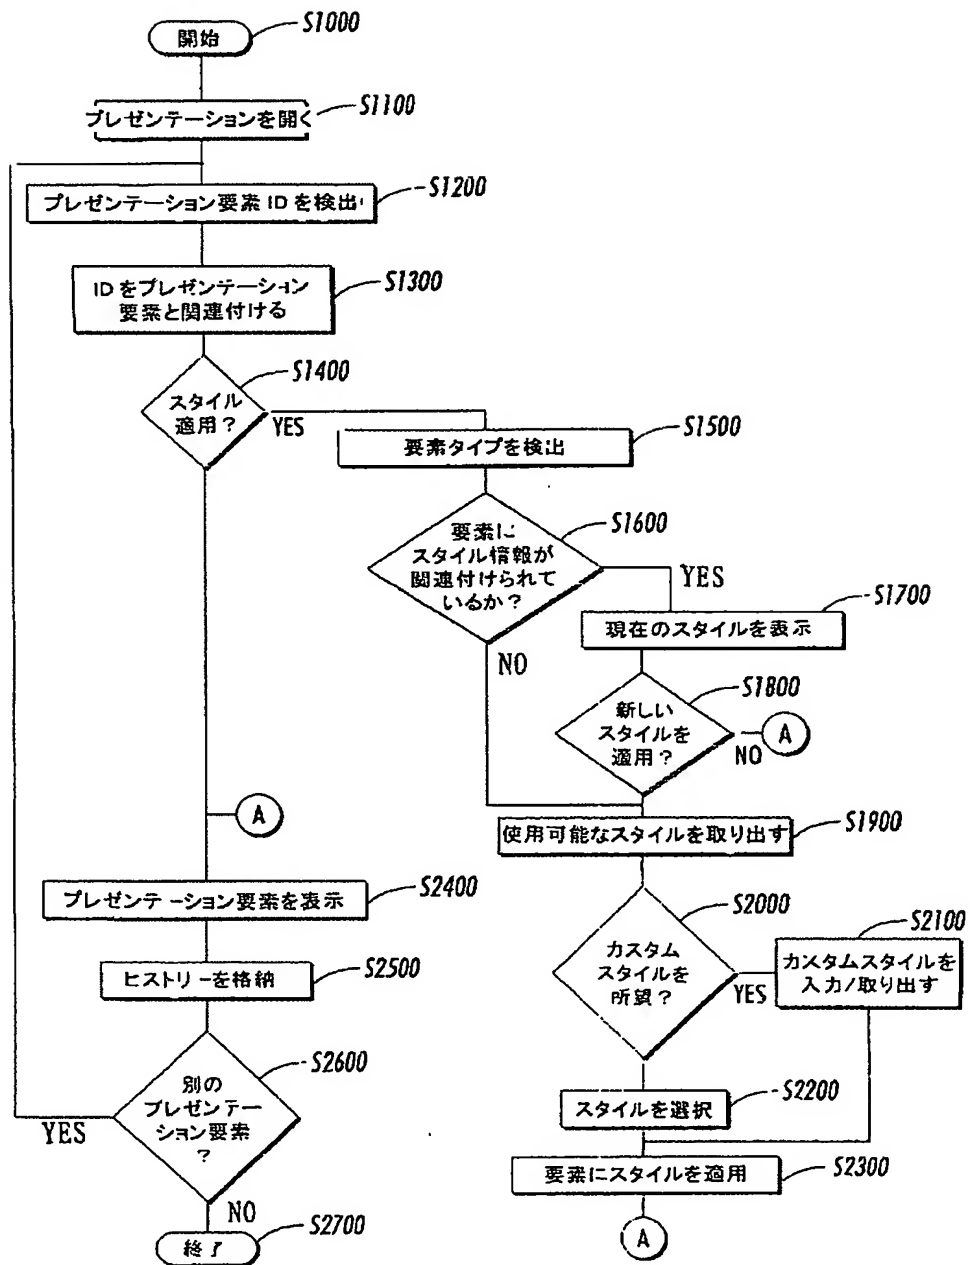 開始
S1000
プレゼンテーションを開く
S1100
プレゼンテーション要素IDを検出
S1200
IDをプレゼンテーション
要素と関連付ける
S1300
スタイル
適用？
S1400
YES
要素タイプを検出
S1500
要素に
スタイル情報が
関連付けられて
いるか？
S1600
YES
NO
現在のスタイルを表示
S1700
新しい
スタイルを
適用？
S1800
NO
A
使用可能なスタイルを取り出す
S1900
カスタム
スタイルを
所望？
S2000
YES
カスタムスタイルを
入力/取り出す
S2100
スタイルを選択
S2200
要素にスタイルを適用
S2300
A
A
プレゼンテーション要素を表示
S2400
ヒストリーを格納
S2500
別の
プレゼンテー
ション要素
？
S2600
YES
NO
終了
S2700